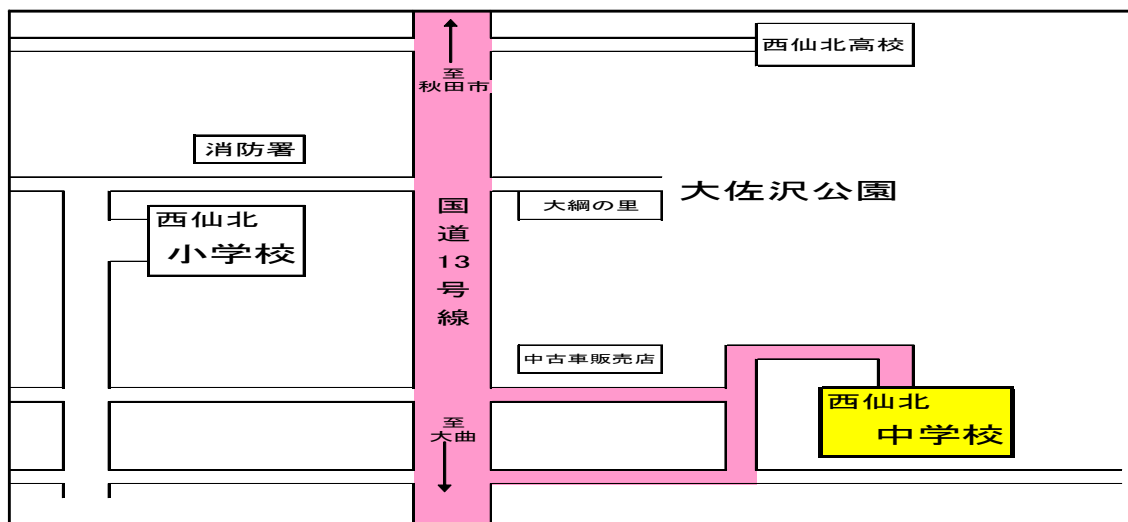 西仙北高校
至
秋田市
消防署
大佐沢公園
西仙北
小学校
大綱の里
国道13号線
中古車販売店
西仙北
中学校
至
大曲